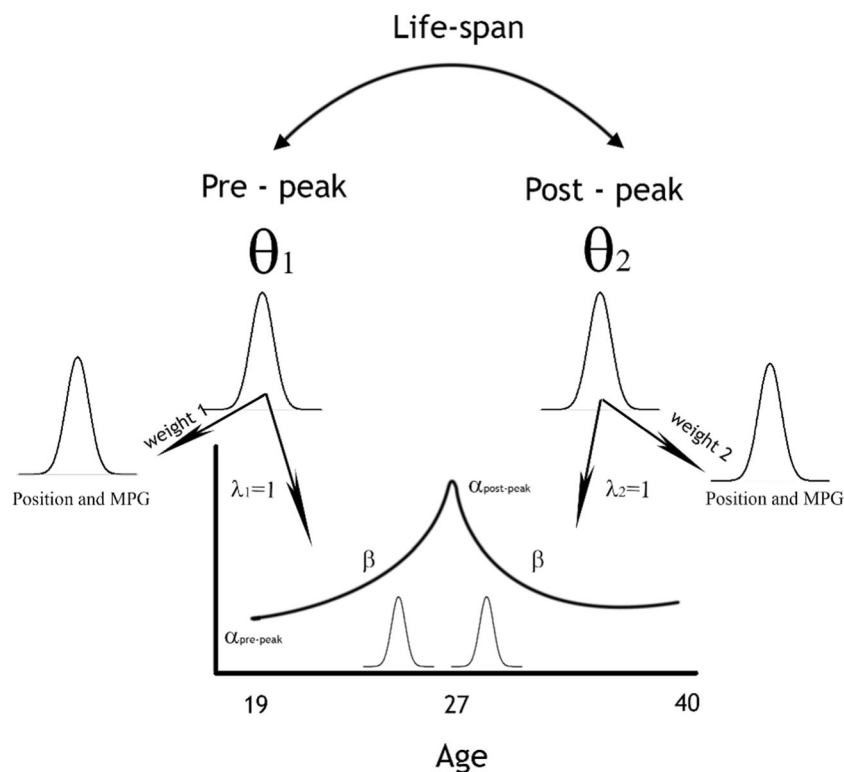 Life-span
Pre - peak
Post - peak
θ1
θ2
weight 1
weight 2
Position and MPG
λ1=1
αpost-peak
λ2=1
Position and MPG
β
β
αpre-peak
19
27
40
Age